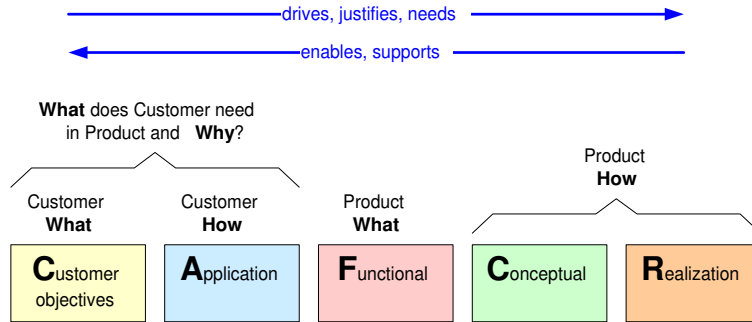 drives, justifies, needs
enables, supports
What does Customer need
in Product and Why?
Product
How
Customer
What
Customer
How
Product
What
Customer
objectives
Application
Functional
Conceptual
Realization